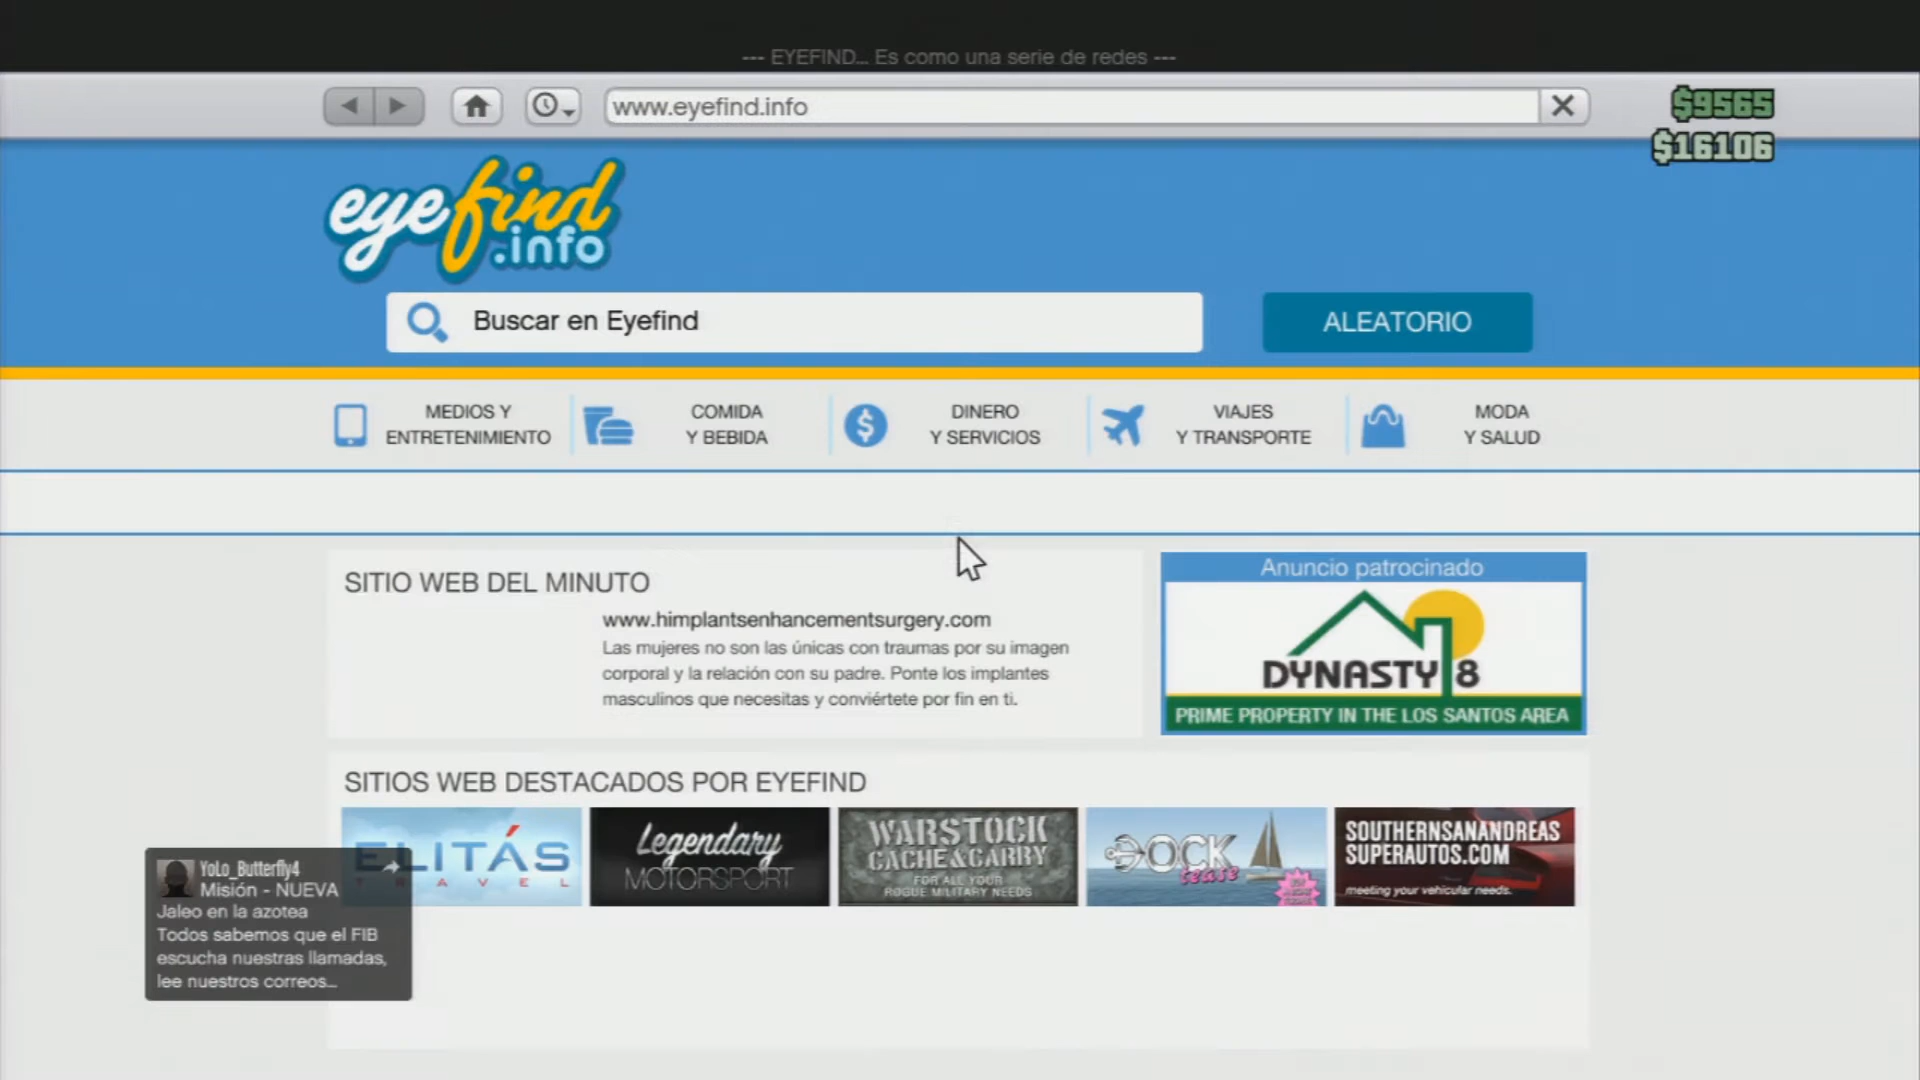 --- EYEFIND... Es como una serie de redes ---
www.eyefind.info
$9565
$16106
eyefind
.info
Buscar en Eyefind
ALEATORIO
MEDIOS Y
ENTRETENIMIENTO
COMIDA
Y BEBIDA
DINERO
Y SERVICIOS
VIAJES
Y TRANSPORTE
MODA
Y SALUD
SITIO WEB DEL MINUTO
www.himplantsenhancementsurgery.com
Las mujeres no son las únicas con traumas por su imagen
corporal y la relación con su padre. Ponte los implantes
masculinos que necesitas y conviértete por fin en ti.
Anuncio patrocinado
DYNASTY 8
PRIME PROPERTY IN THE LOS SANTOS AREA
SITIOS WEB DESTACADOS POR EYEFIND
ELITÁS
TRAVEL
Legendary
MOTORSPORT
WARSTOCK
CACHE & CARRY
FOR ALL YOUR
ROGUE MILITARY NEEDS
DOCK
tease
SOUTHERNSANANDREAS
SUPERAUTOS.COM
meeting your vehicular needs.
YoLo_Butterfly4
Misión - NUEVA
Jaleo en la azotea
Todos sabemos que el FIB
escucha nuestras llamadas,
lee nuestros correos...